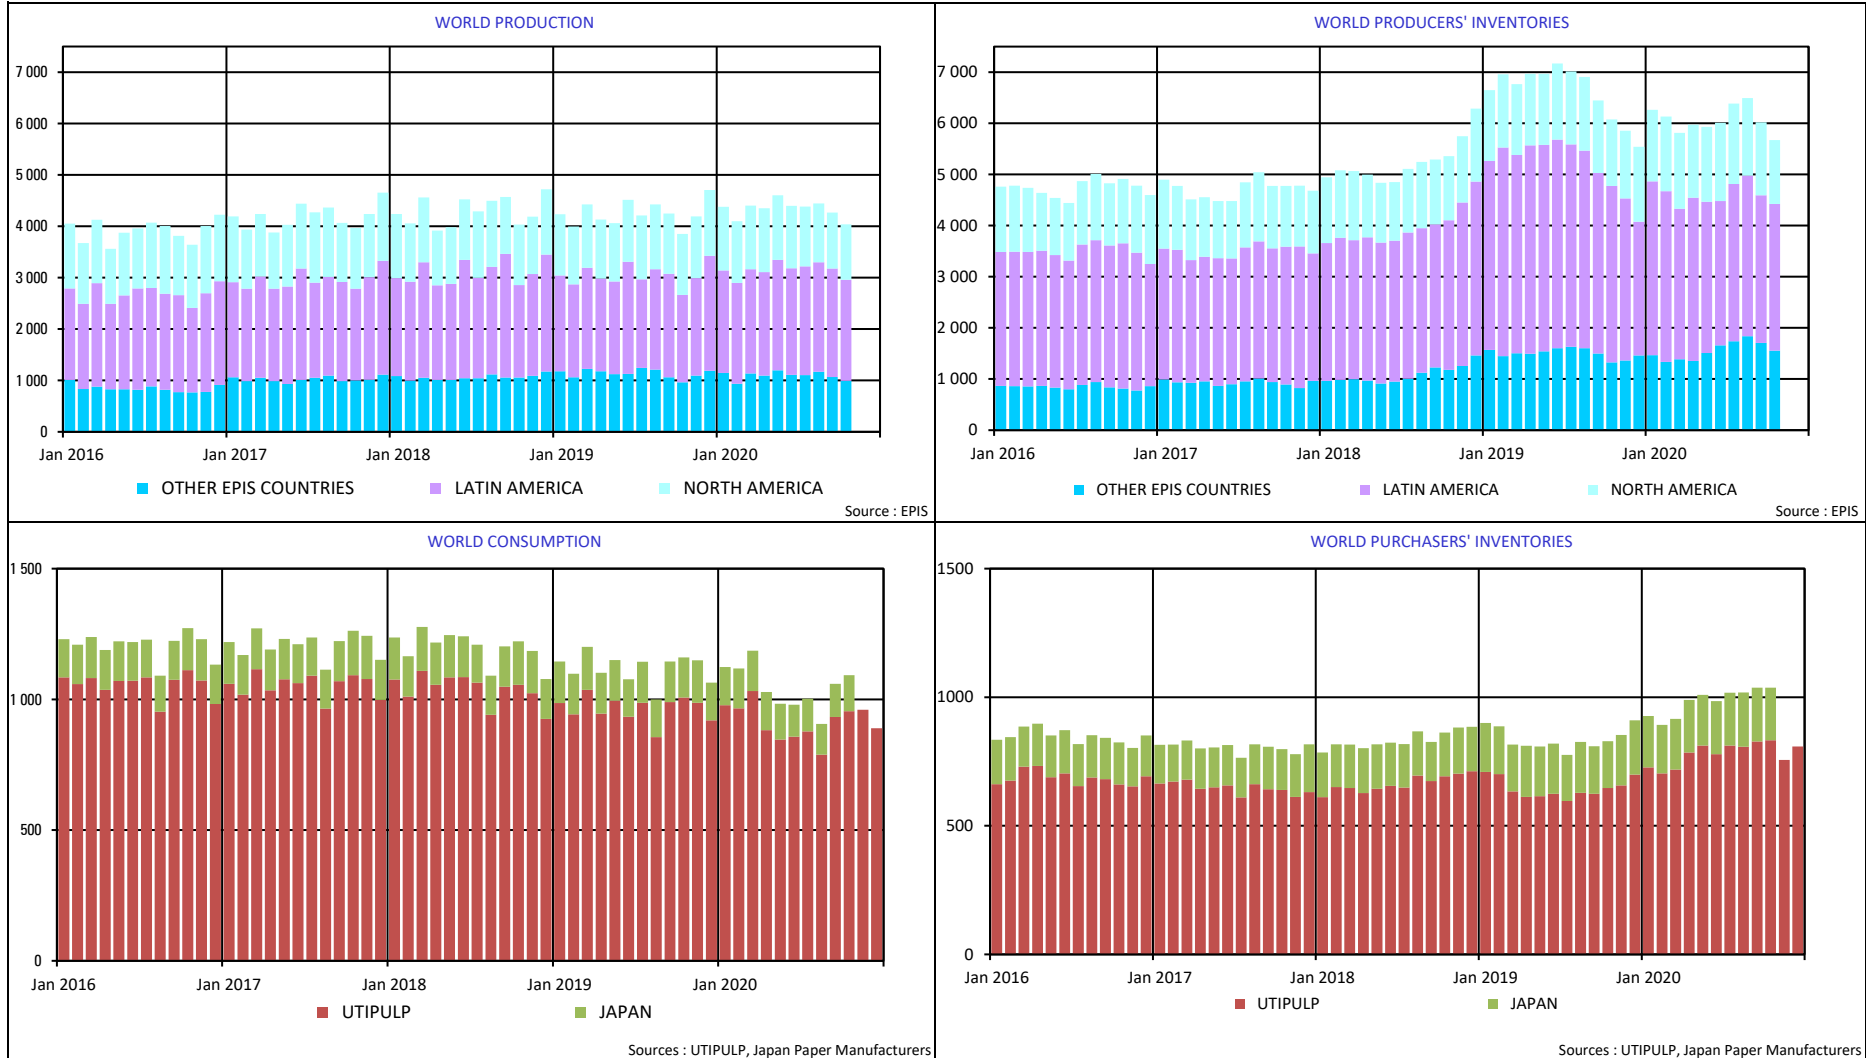 WORLD PRODUCTION
7 000
6 000
5 000
4 000
3 000
2 000
1 000
0
Jan 2016 Jan 2017 Jan 2018 Jan 2019 Jan 2020
OTHER EPIS COUNTRIES LATIN AMERICA NORTH AMERICA
Source : EPIS
WORLD PRODUCERS' INVENTORIES
7 000
6 000
5 000
4 000
3 000
2 000
1 000
0
Jan 2016 Jan 2017 Jan 2018 Jan 2019 Jan 2020
OTHER EPIS COUNTRIES LATIN AMERICA NORTH AMERICA
Source : EPIS
WORLD CONSUMPTION
1 500
1 000
500
0
Jan 2016 Jan 2017 Jan 2018 Jan 2019 Jan 2020
UTIPULP JAPAN
Sources : UTIPULP, Japan Paper Manufacturers
WORLD PURCHASERS' INVENTORIES
1500
1000
500
0
Jan 2016 Jan 2017 Jan 2018 Jan 2019 Jan 2020
UTIPULP JAPAN
Sources : UTIPULP, Japan Paper Manufacturers